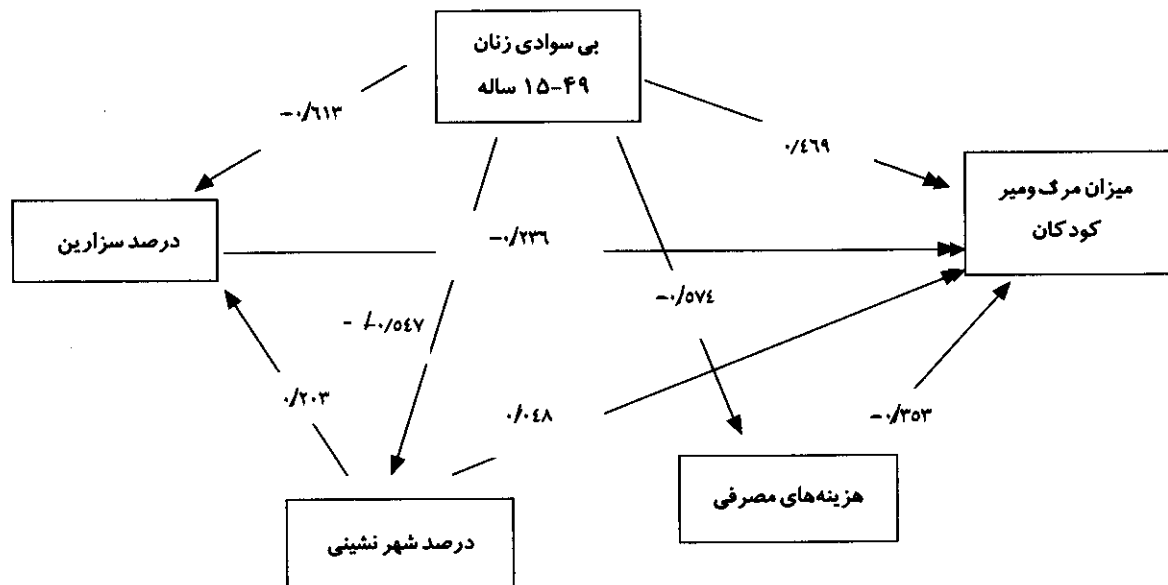 بی سوادی زنان
۱۵-۴۹ ساله
-۰/٦۱۳
۰/٤٦۹
میزان مرگ‌ومیر
کودکان
درصد سزارین
-۰/۲۳٦
-۰/۵۷٤
-۰/۵٤۷
۰/۲۰۳
۰/۰٤۸
-۰/۳۵۳
هزینه‌های مصرفی
درصد شهر نشینی